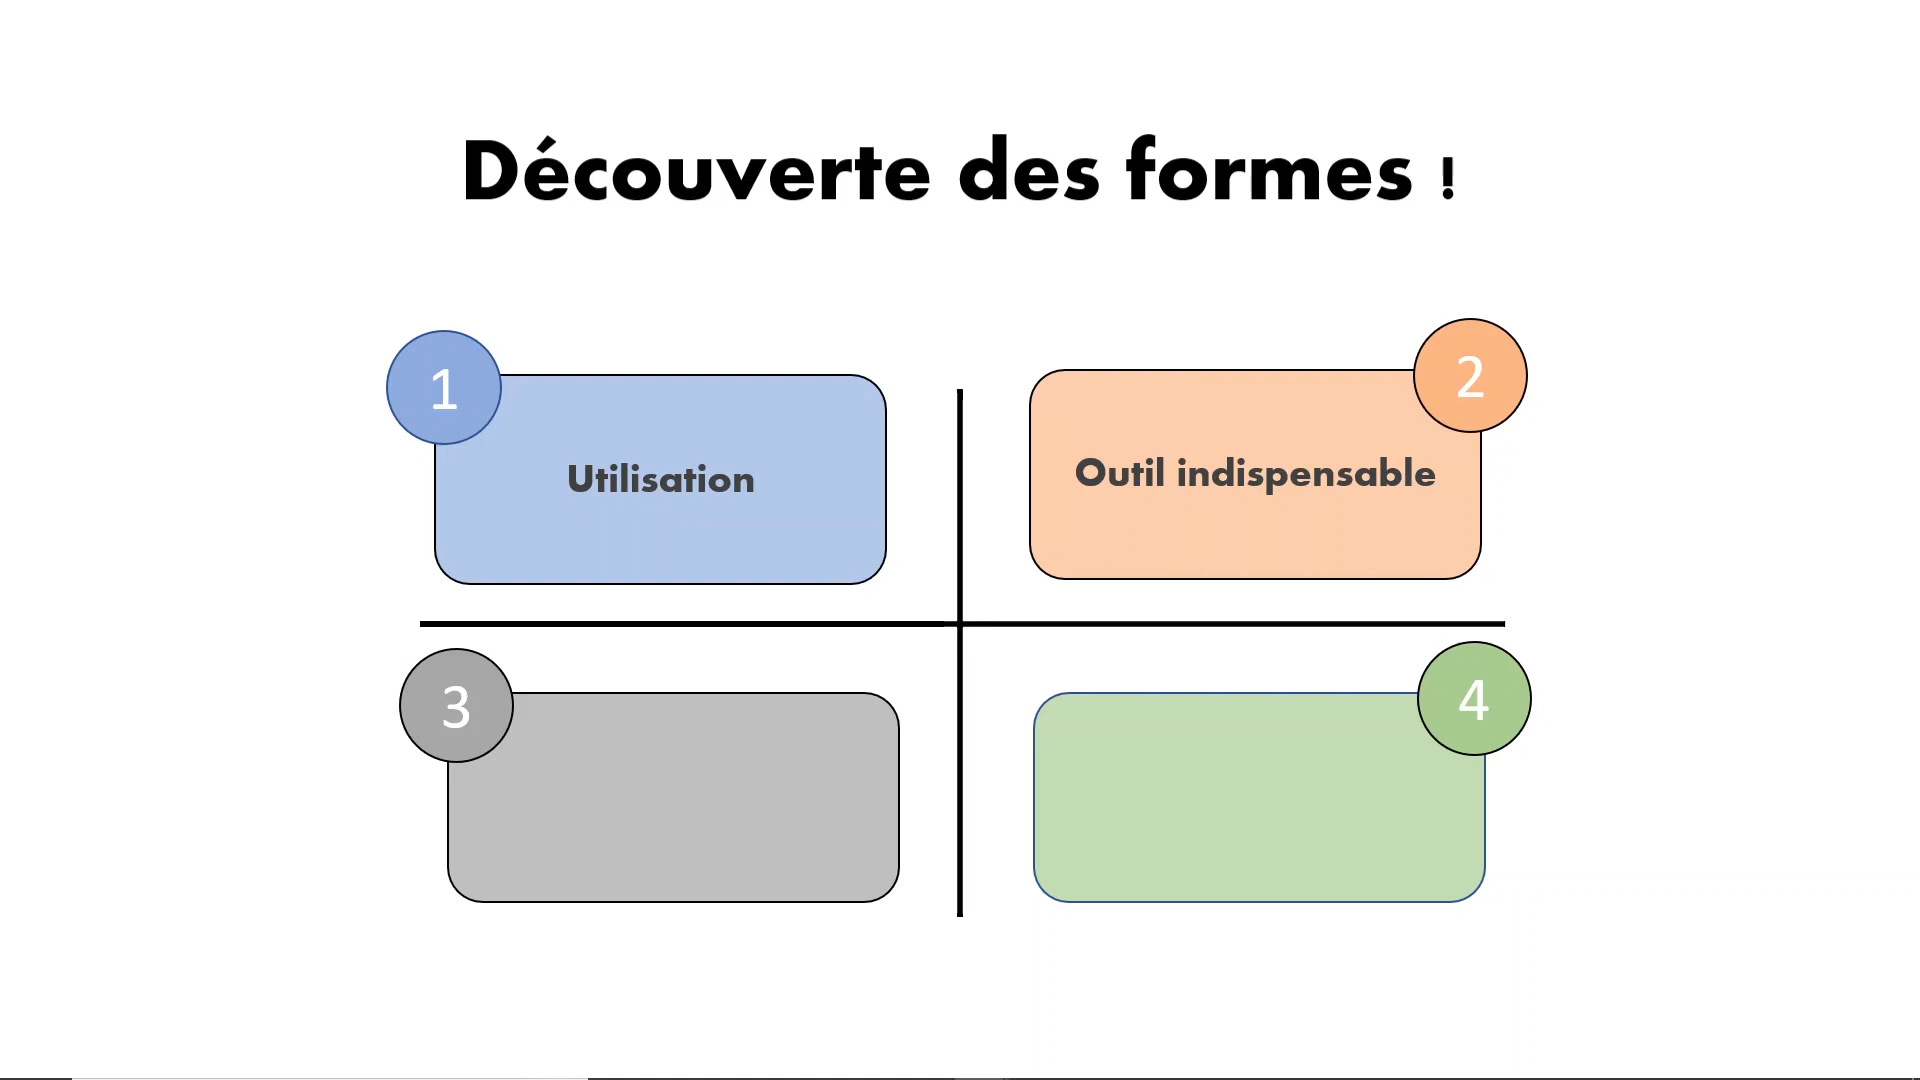 Découverte des formes !
1
Utilisation
2
Outil indispensable
3
4